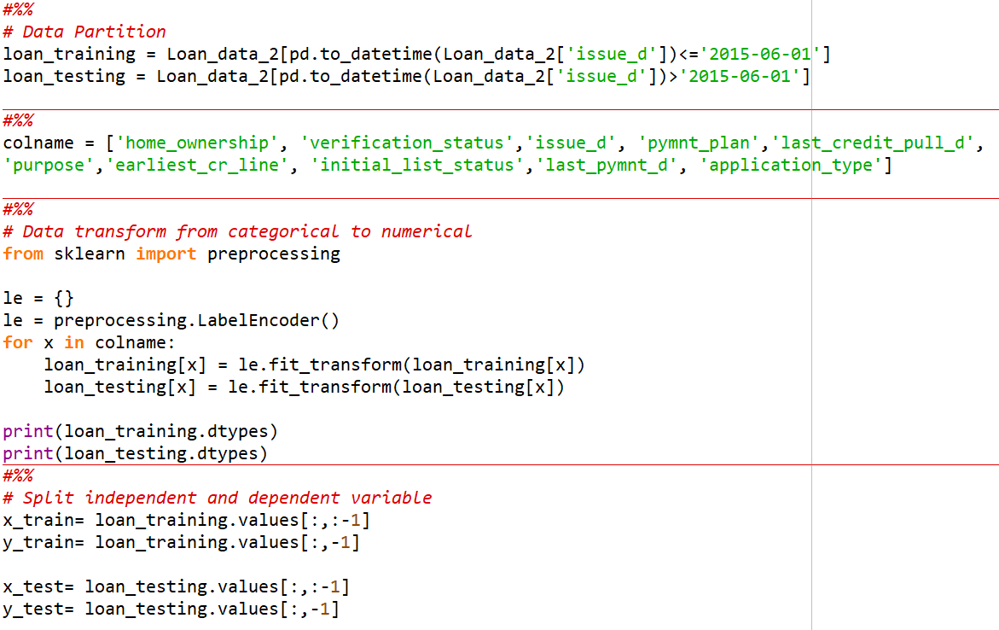 #%%
# Data Partition
loan_training = Loan_data_2[pd.to_datetime(Loan_data_2['issue_d'])<='2015-06-01']
loan_testing = Loan_data_2[pd.to_datetime(Loan_data_2['issue_d'])>'2015-06-01']
#%%
colname = ['home_ownership', 'verification_status','issue_d', 'pymnt_plan','last_credit_pull_d',
'purpose','earliest_cr_line', 'initial_list_status','last_pymnt_d', 'application_type']
#%%
# Data transform from categorical to numerical
from sklearn import preprocessing
le = {}
le = preprocessing.LabelEncoder()
for x in colname:
    loan_training[x] = le.fit_transform(loan_training[x])
    loan_testing[x] = le.fit_transform(loan_testing[x])
print(loan_training.dtypes)
print(loan_testing.dtypes)
#%%
# Split independent and dependent variable
x_train= loan_training.values[:,:-1]
y_train= loan_training.values[:,-1]
x_test= loan_testing.values[:,:-1]
y_test= loan_testing.values[:,-1]